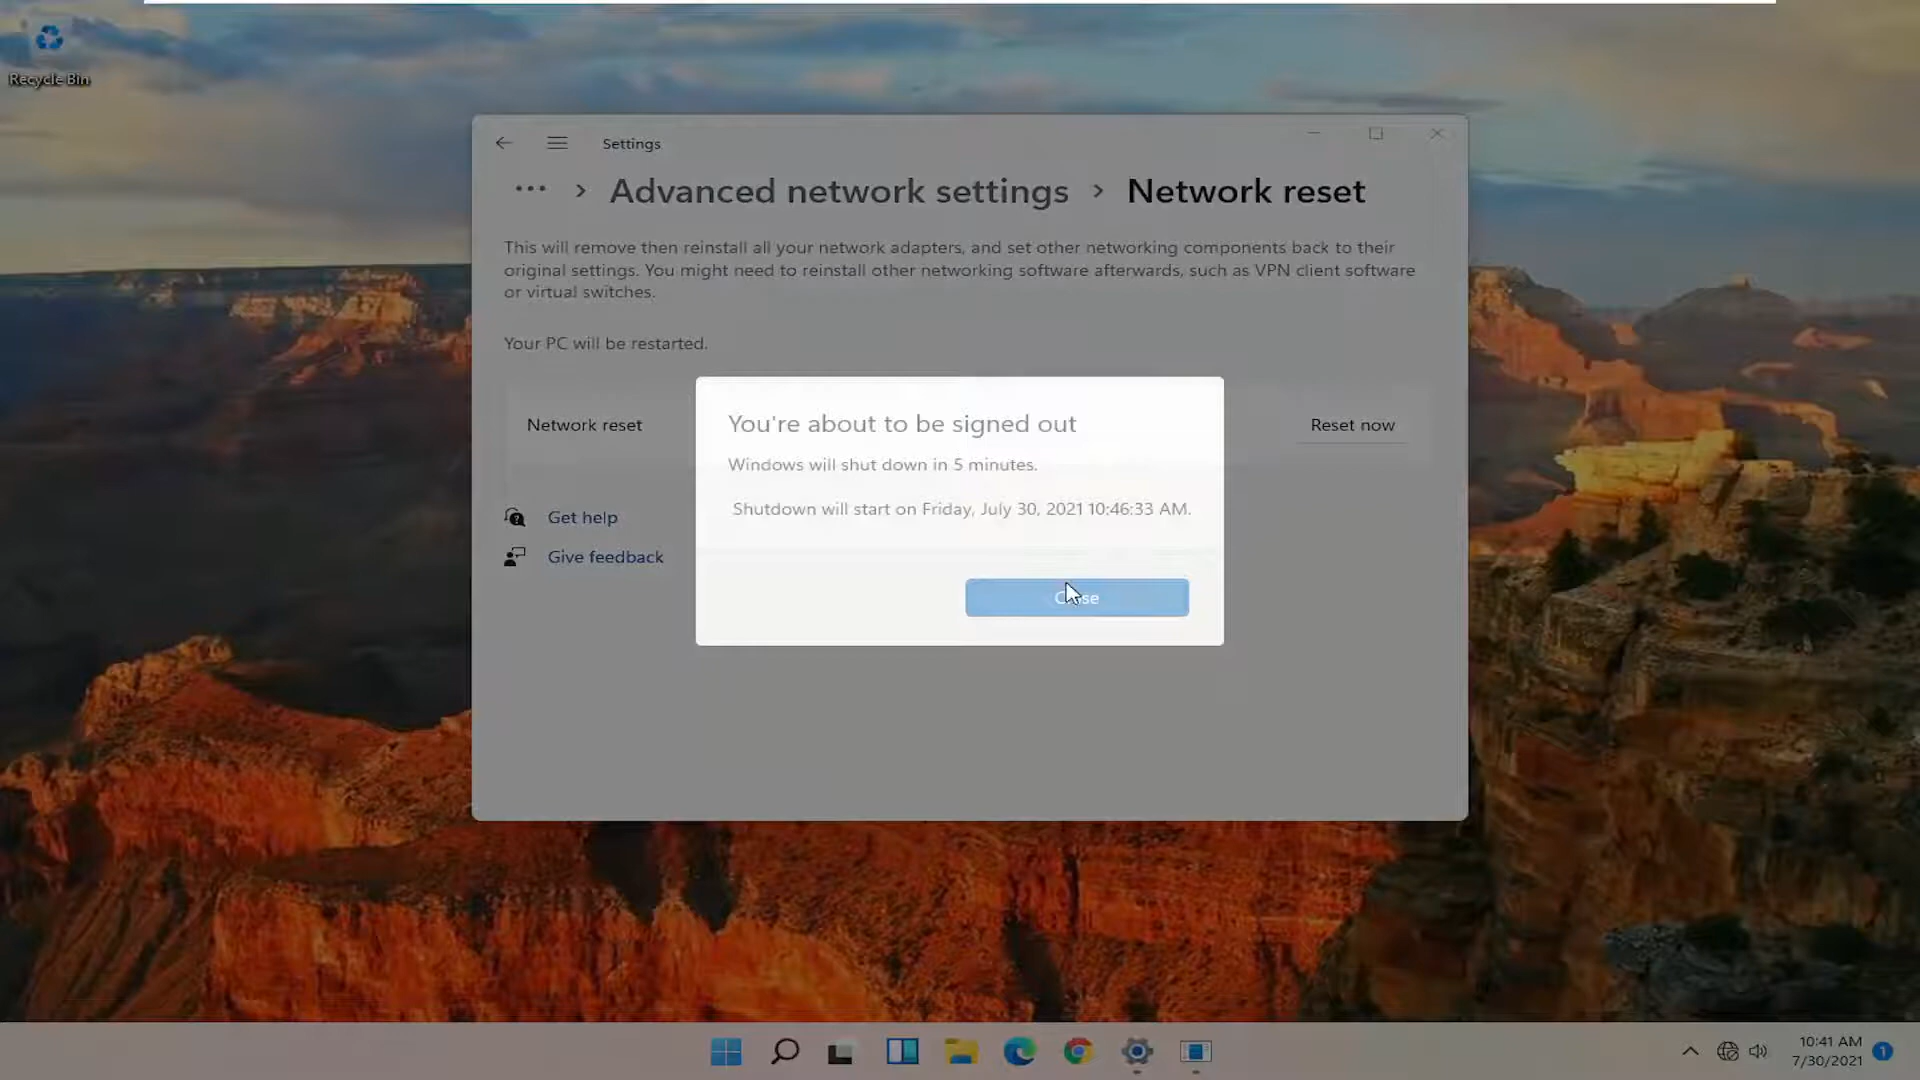 Recycle Bin
Settings
... > Advanced network settings > Network reset
This will remove then reinstall all your network adapters, and set other networking components back to their
original settings. You might need to reinstall other networking software afterwards, such as VPN client software
or virtual switches.
Your PC will be restarted.
Network reset
Reset now
You're about to be signed out
Windows will shut down in 5 minutes.
Shutdown will start on Friday, July 30, 2021 10:46:33 AM.
Close
Get help
Give feedback
10:41 AM
7/30/2021
1